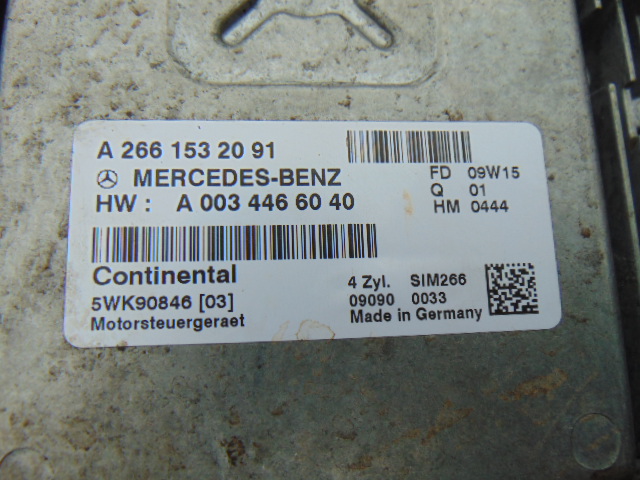 A 266 153 20 91
MERCEDES-BENZ
HW : A 003 446 60 40
FD 09W15
Q 01
HM 0444
Continental
5WK90846 [03]
Motorsteuergeraet
4 Zyl. SIM266
09090 0033
Made in Germany